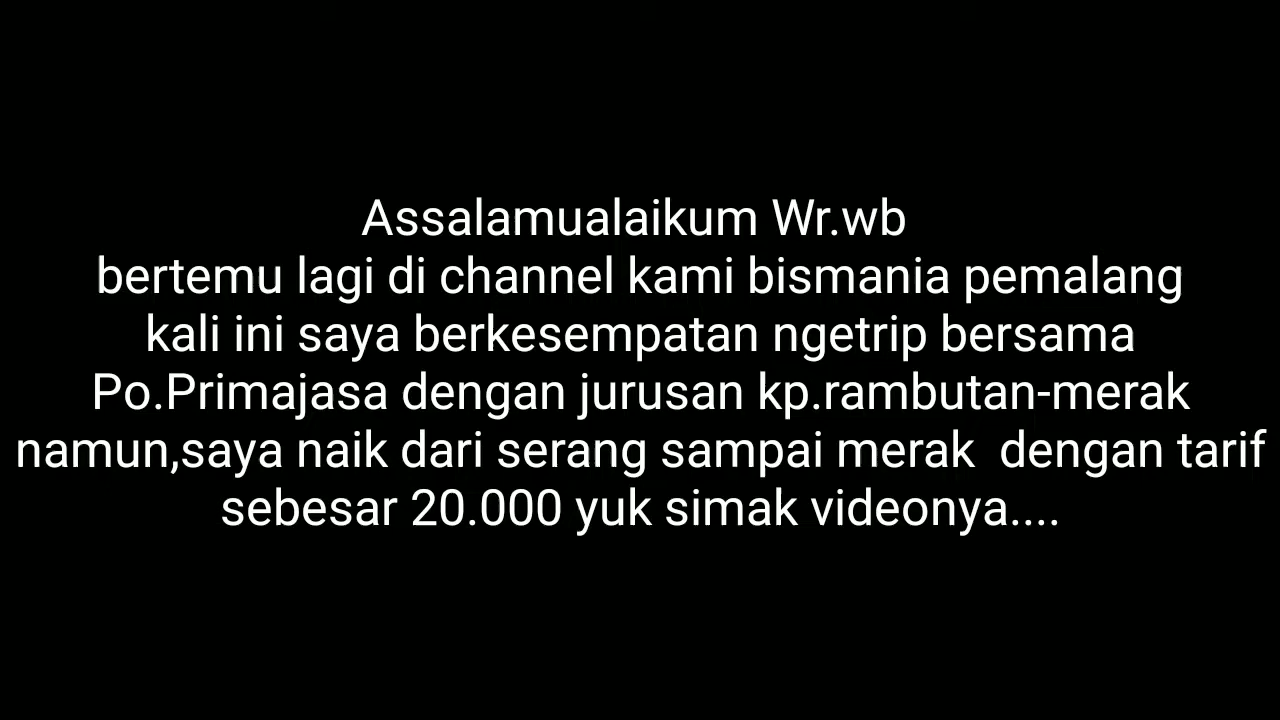 Assalamualaikum Wr.wb
bertemu lagi di channel kami bismania pemalang
kali ini saya berkesempatan ngetrip bersama
Po.Primajasa dengan jurusan kp.rambutan-merak
namun,saya naik dari serang sampai merak  dengan tarif
sebesar 20.000 yuk simak videonya....